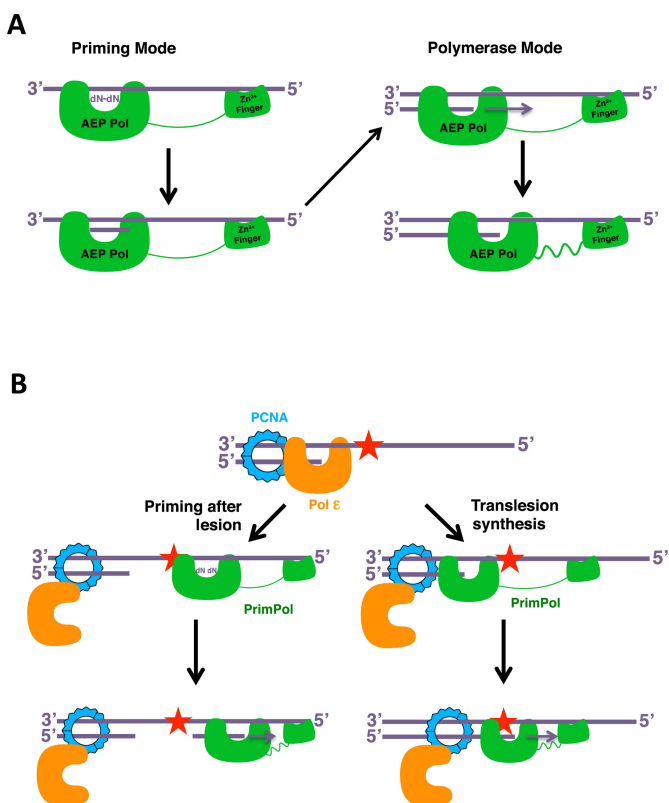 A
Priming Mode
Polymerase Mode
3’
dN-dN
5’
Zn²⁺
Finger
AEP Pol
3’
5’
5’
Zn²⁺
Finger
AEP Pol
3’
5’
Zn²⁺
Finger
AEP Pol
3’
5’
5’
Zn²⁺
Finger
AEP Pol
B
PCNA
3’
5’
5’
Pol ε
Priming after
lesion
Translesion
synthesis
3’
5’
5’
dN dN
PrimPol
3’
5’
5’
PrimPol
3’
5’
5’
3’
5’
5’